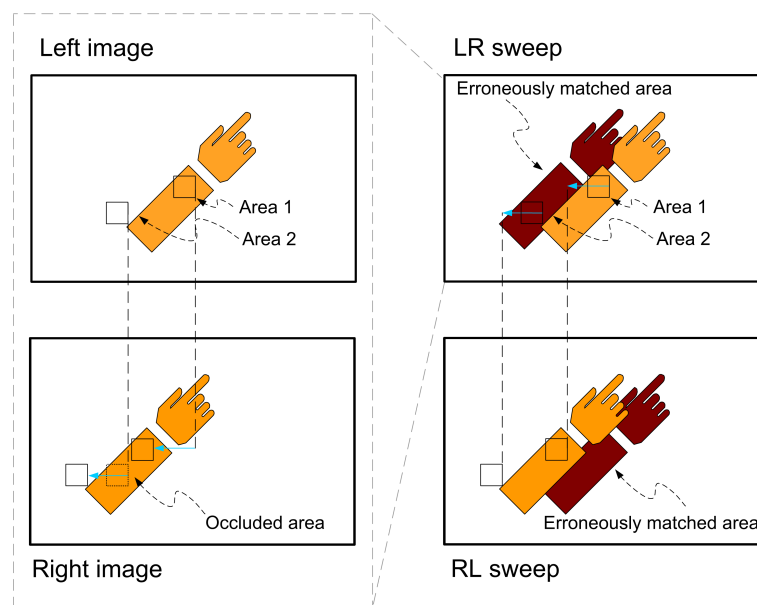 Left image
Area 1
Area 2
Occluded area
Right image
LR sweep
Erroneously matched area
Area 1
Area 2
Erroneously matched area
RL sweep